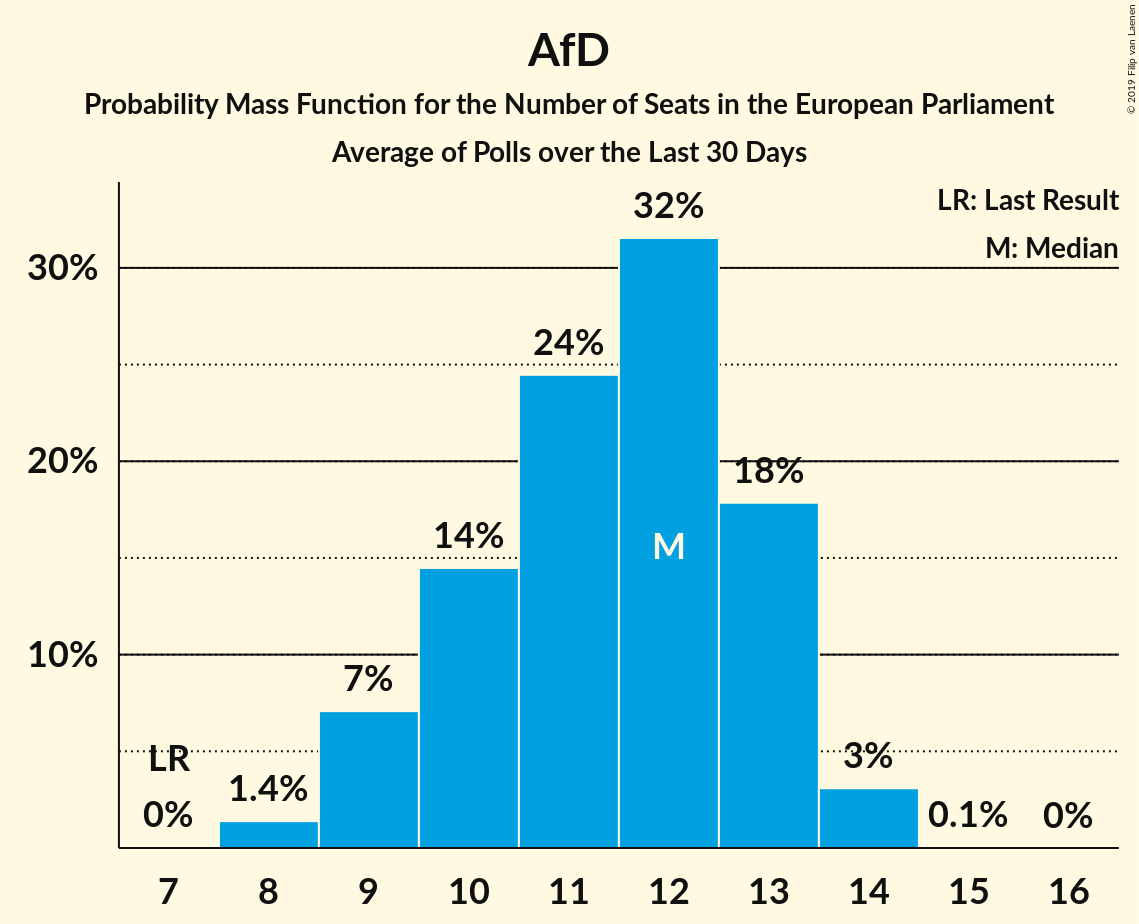 AfD
Probability Mass Function for the Number of Seats in the European Parliament
Average of Polls over the Last 30 Days
© 2019 Filip van Laenen
LR: Last Result
M: Median
30%
20%
10%
LR
0%
1.4%
7%
14%
24%
32%
M
18%
3%
0.1%
0%
7 8 9 10 11 12 13 14 15 16